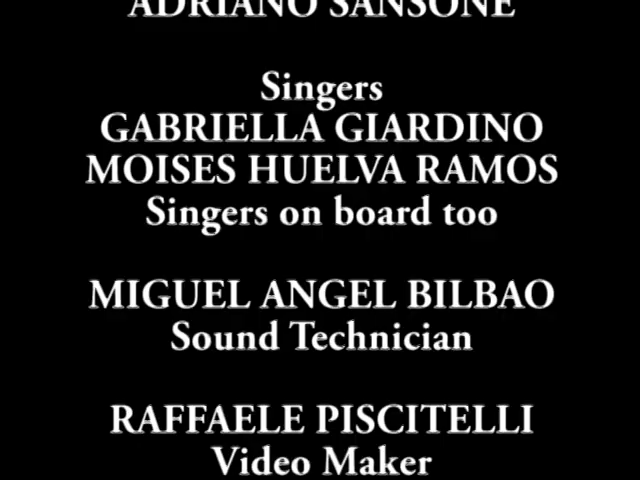 ADRIANO SANSONE
Singers
GABRIELLA GIARDINO
MOISES HUELVA RAMOS
Singers on board too
MIGUEL ANGEL BILBAO
Sound Technician
RAFFAELE PISCITELLI
Video Maker